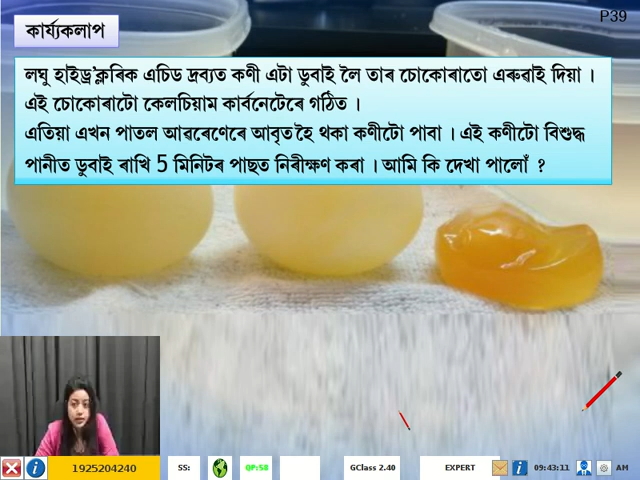 P39
কাৰ্য্যকলাপ
লঘু হাইড্ৰ'ক্লৰিক এচিড দ্ৰব্যত কণী এটা ডুবাই লৈ তাৰ চোকোৰাতো এৰুৱাই দিয়া ।
এই চোকোৰাটো কেলচিয়াম কাৰ্বনেটেৰে গঠিত ।
এতিয়া এখন পাতল আৱৰেণেৰে আবৃত হৈ থকা কণীটো পাবা । এই কণীটো বিশুদ্ধ
পানীত ডুবাই ৰাখি 5 মিনিটৰ পাছত নিৰীক্ষণ কৰা । আমি কি দেখা পালোঁ ?
1925204240 SS: QP:58 GClass 2.40 EXPERT 09:43:11 AM